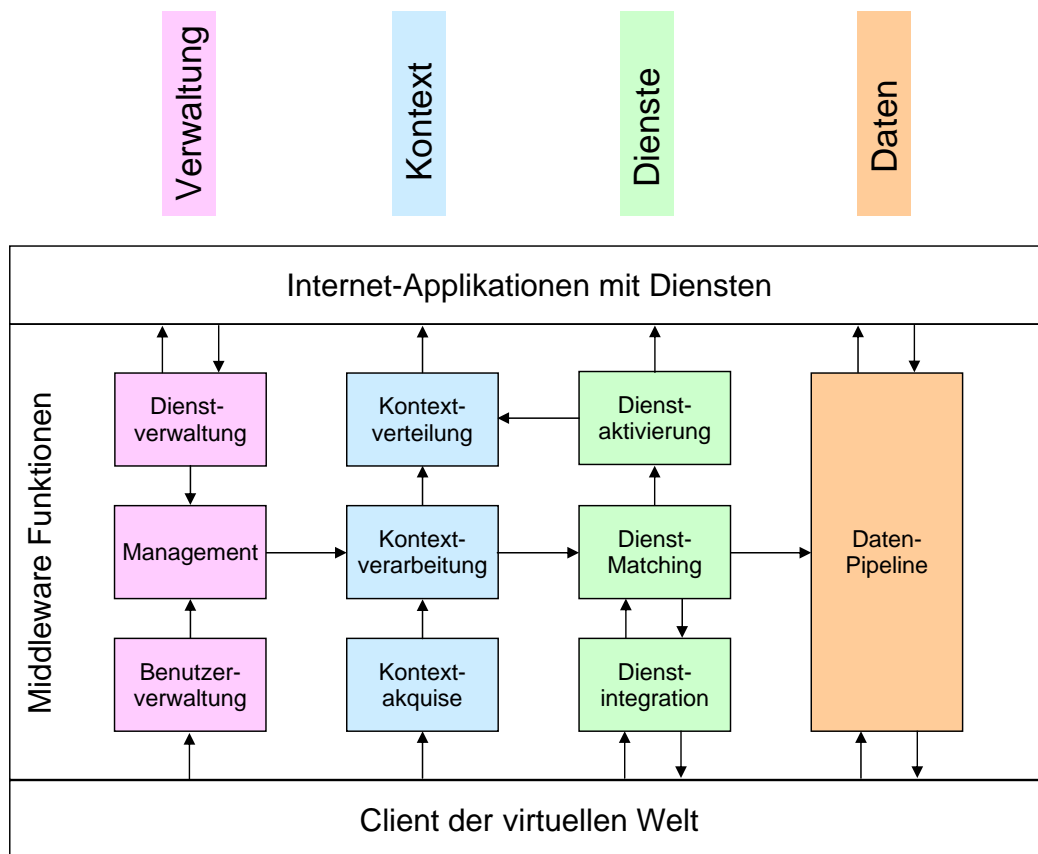 Verwaltung
Kontext
Dienste
Daten
Internet-Applikationen mit Diensten
Middleware Funktionen
Dienst-
verwaltung
Kontext-
verteilung
Dienst-
aktivierung
Management
Kontext-
verarbeitung
Dienst-
Matching
Daten-
Pipeline
Benutzer-
verwaltung
Kontext-
akquise
Dienst-
integration
Client der virtuellen Welt